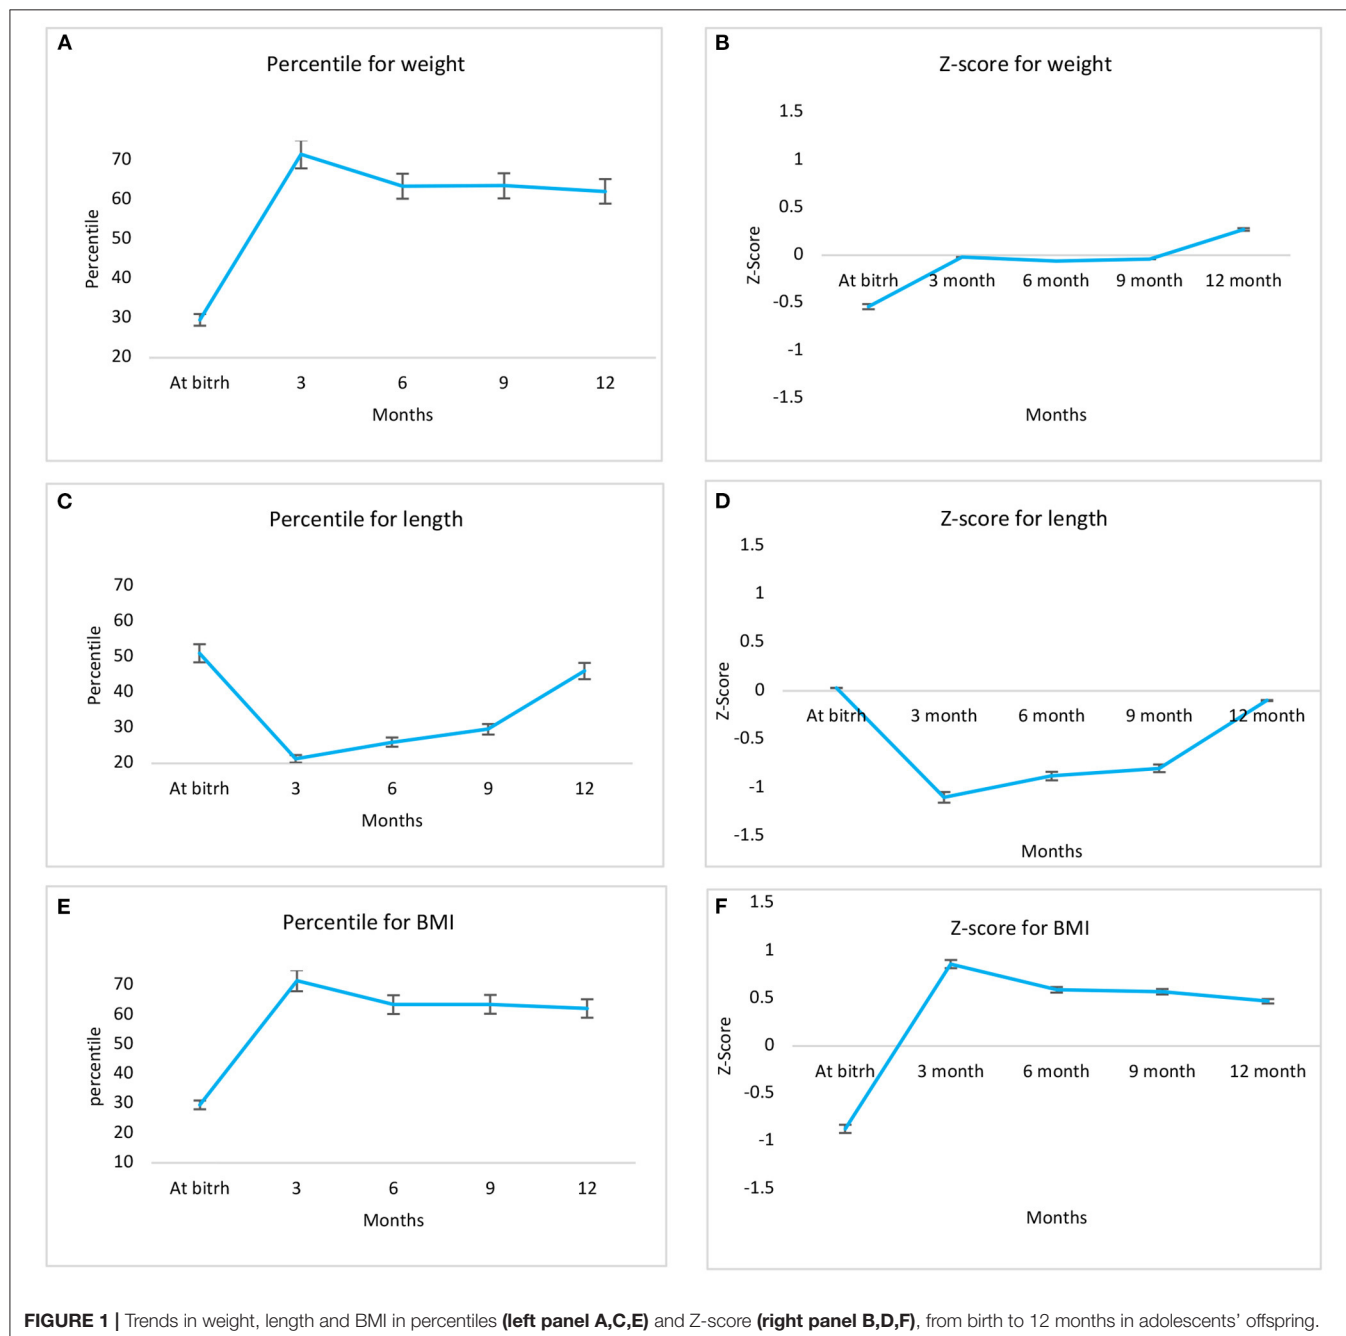 A
Percentile for weight
70
60
50
40
30
20
Percentile
At bitrh 3 6 9 12
Months
B
Z-score for weight
1.5
1
0.5
0
-0.5
-1
-1.5
Z-Score
At bitrh 3 month 6 month 9 month 12 month
Months
C
Percentile for length
70
60
50
40
30
20
Percentile
At bitrh 3 6 9 12
Months
D
Z-score for length
1.5
1
0.5
0
-0.5
-1
-1.5
Z-Score
At bitrh 3 month 6 month 9 month 12 month
Months
E
Percentile for BMI
70
60
50
40
30
20
10
percentile
At bitrh 3 6 9 12
Months
F
Z-score for BMI
1.5
1
0.5
0
-0.5
-1
-1.5
Z-Score
At bitrh 3 month 6 month 9 month 12 month
Months
FIGURE 1 | Trends in weight, length and BMI in percentiles (left panel A,C,E) and Z-score (right panel B,D,F), from birth to 12 months in adolescents' offspring.